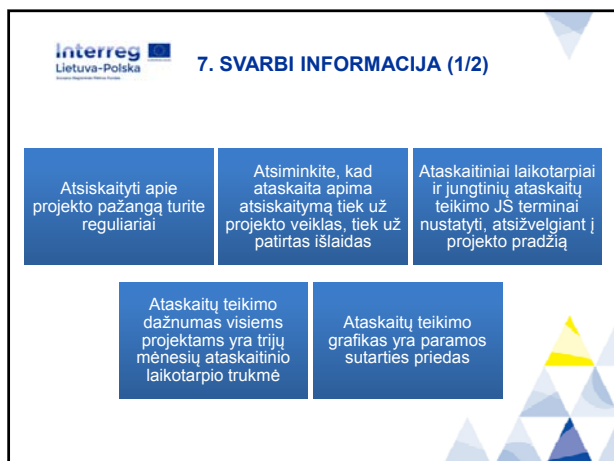 Interreg
Lietuva-Polska
7. SVARBI INFORMACIJA (1/2)
Atsiskaityti apie
projekto pažangą turite
reguliariai
Atsiminkite, kad
ataskaita apima
atsiskaitymą tiek už
projekto veiklas, tiek už
patirtas išlaidas
Ataskaitiniai laikotarpiai
ir jungtinių ataskaitų
teikimo JS terminai
nustatyti, atsižvelgiant į
projekto pradžią
Ataskaitų teikimo
dažnumas visiems
projektams yra trijų
mėnesių ataskaitinio
laikotarpio trukmė
Ataskaitų teikimo
grafikas yra paramos
sutarties priedas